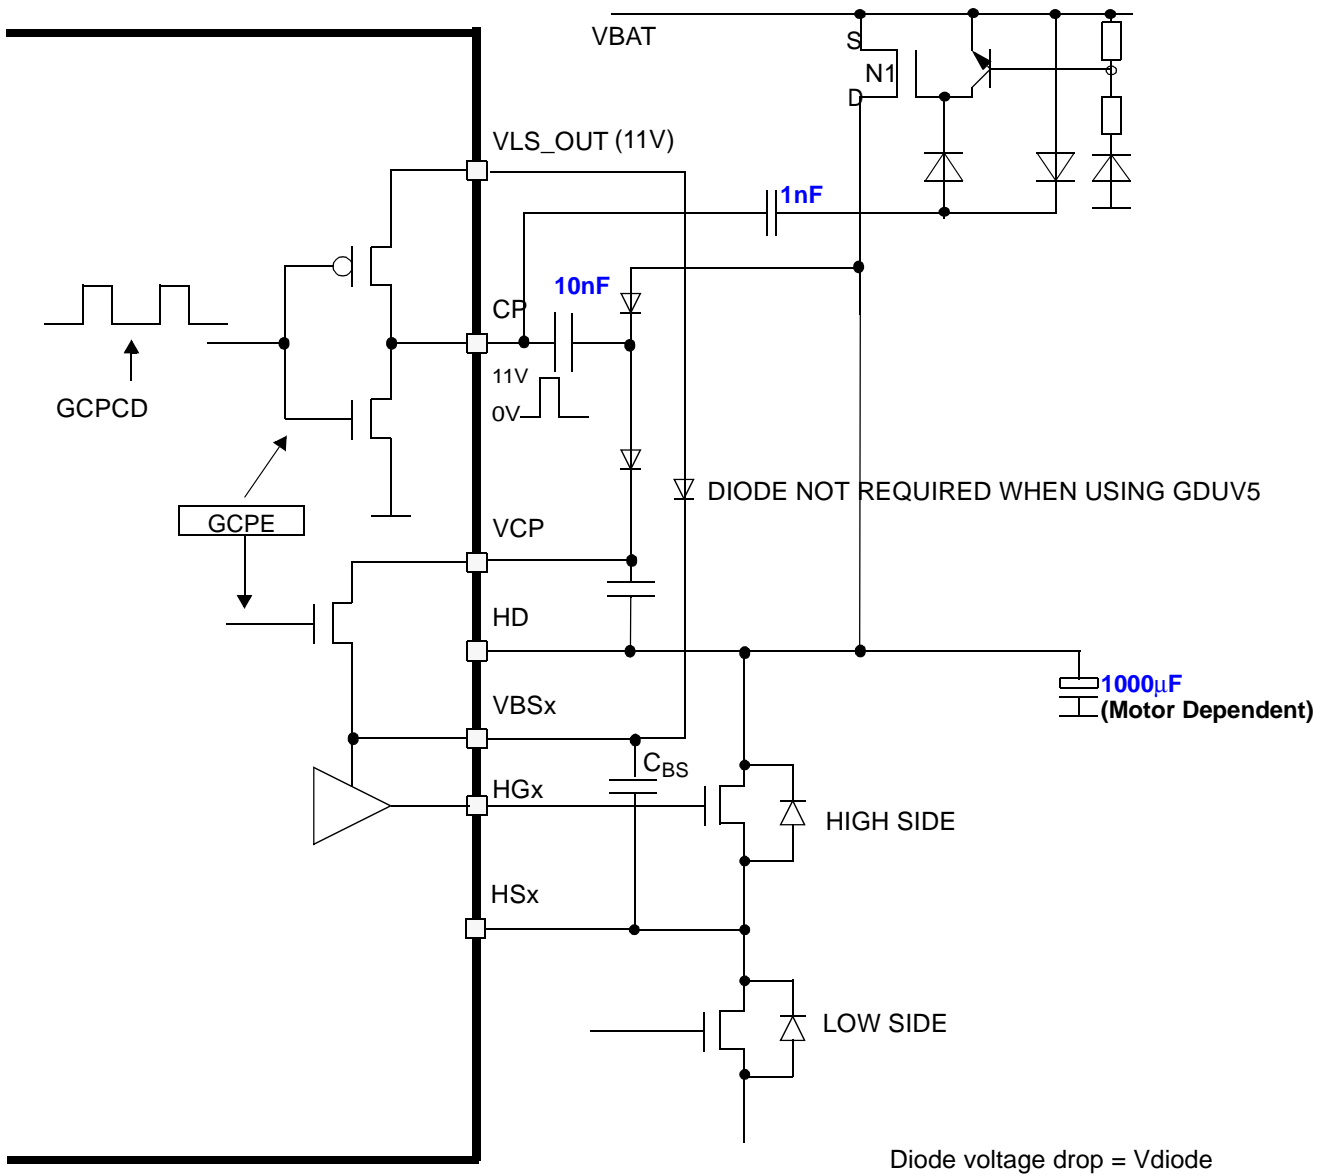 VBAT
S
N1
D
VLS_OUT (11V)
1nF
10nF
CP
11V
0V
GCPCD
DIODE NOT REQUIRED WHEN USING GDUV5
GCPE
VCP
HD
1000μF
(Motor Dependent)
VBSx
CBS
HGx
HIGH SIDE
HSx
LOW SIDE
Diode voltage drop = Vdiode